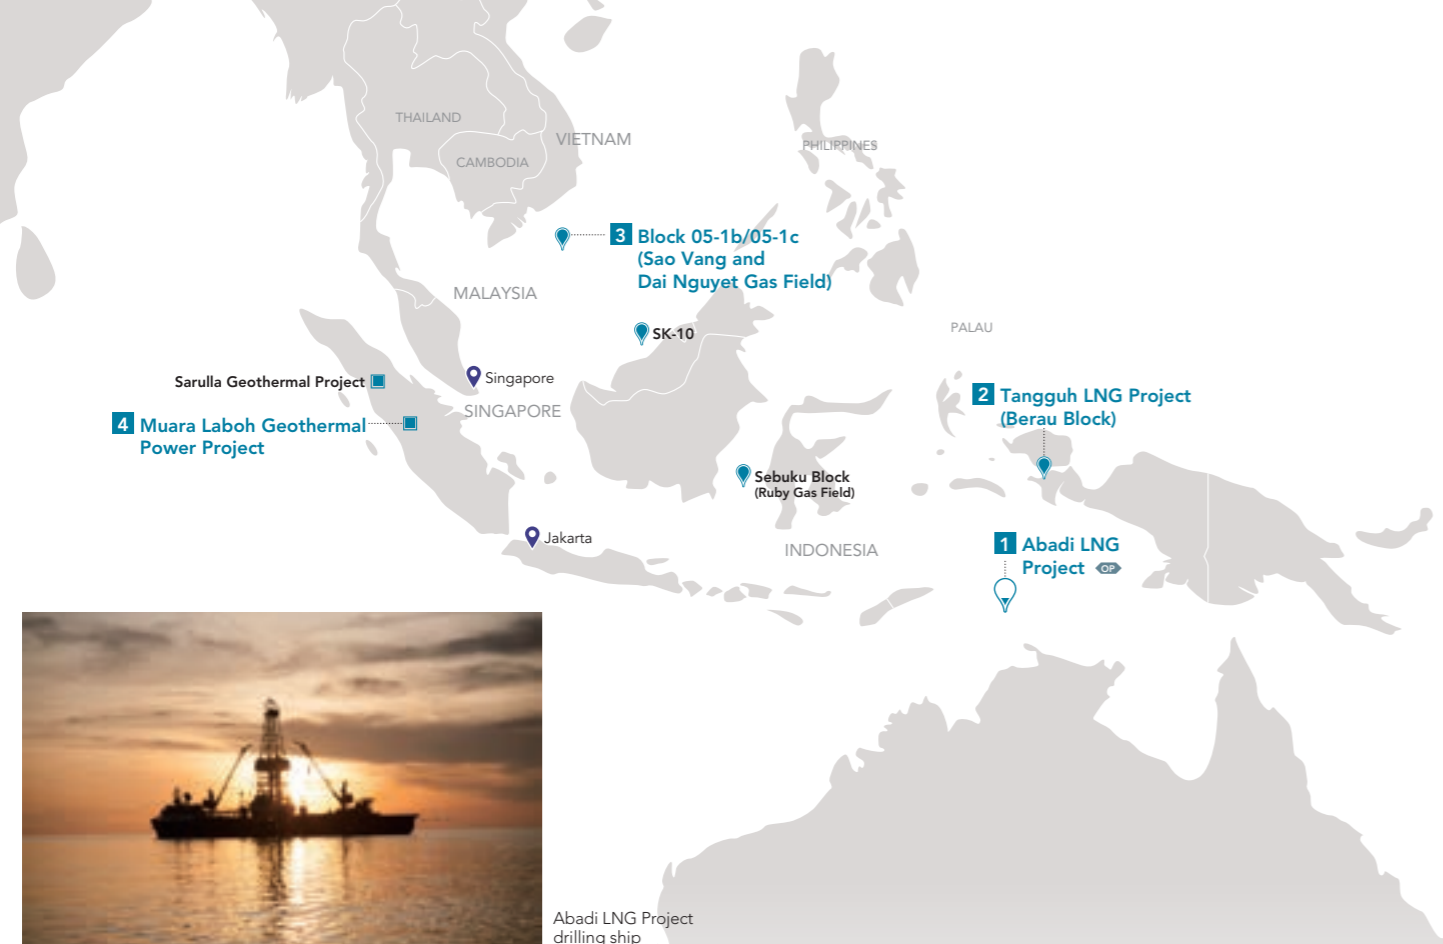 THAILAND
VIETNAM
CAMBODIA
PHILIPPINES
3 Block 05-1b/05-1c
(Sao Vang and
Dai Nguyet Gas Field)
MALAYSIA
SK-10
PALAU
Sarulla Geothermal Project
Singapore
SINGAPORE
2 Tangguh LNG Project
(Berau Block)
4 Muara Laboh Geothermal
Power Project
Sebuku Block
(Ruby Gas Field)
Jakarta
INDONESIA
1 Abadi LNG
Project OP
Abadi LNG Project
drilling ship